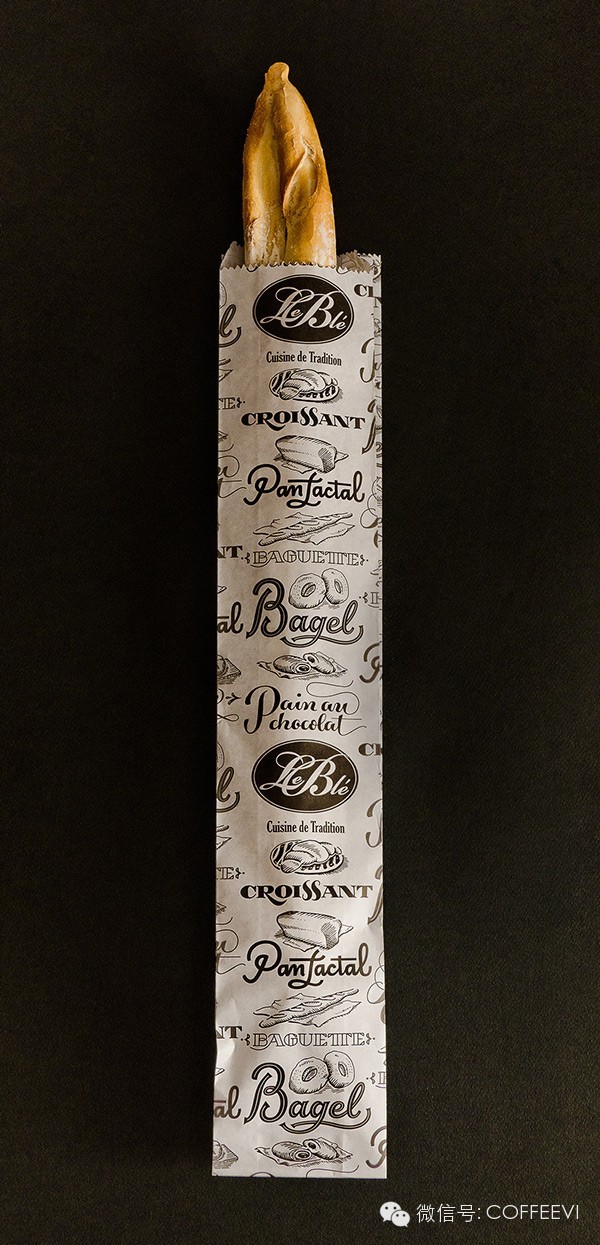 Le Blé
Cuisine de Tradition
CROISSANT
Pan Lactal
BAGUETTE
Bagel
Pain au
chocolat
Le Blé
Cuisine de Tradition
CROISSANT
Pan Lactal
BAGUETTE
Bagel
微信号: COFFEEVI